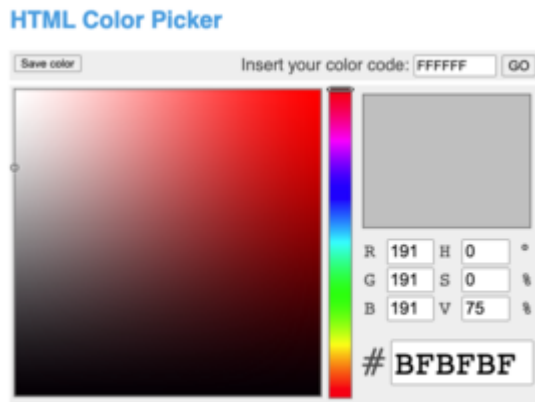 HTML Color Picker
Save color Insert your color code: FFFFFF GO
R 191 H 0 °
G 191 S 0 %
B 191 V 75 %
# BFBFBF